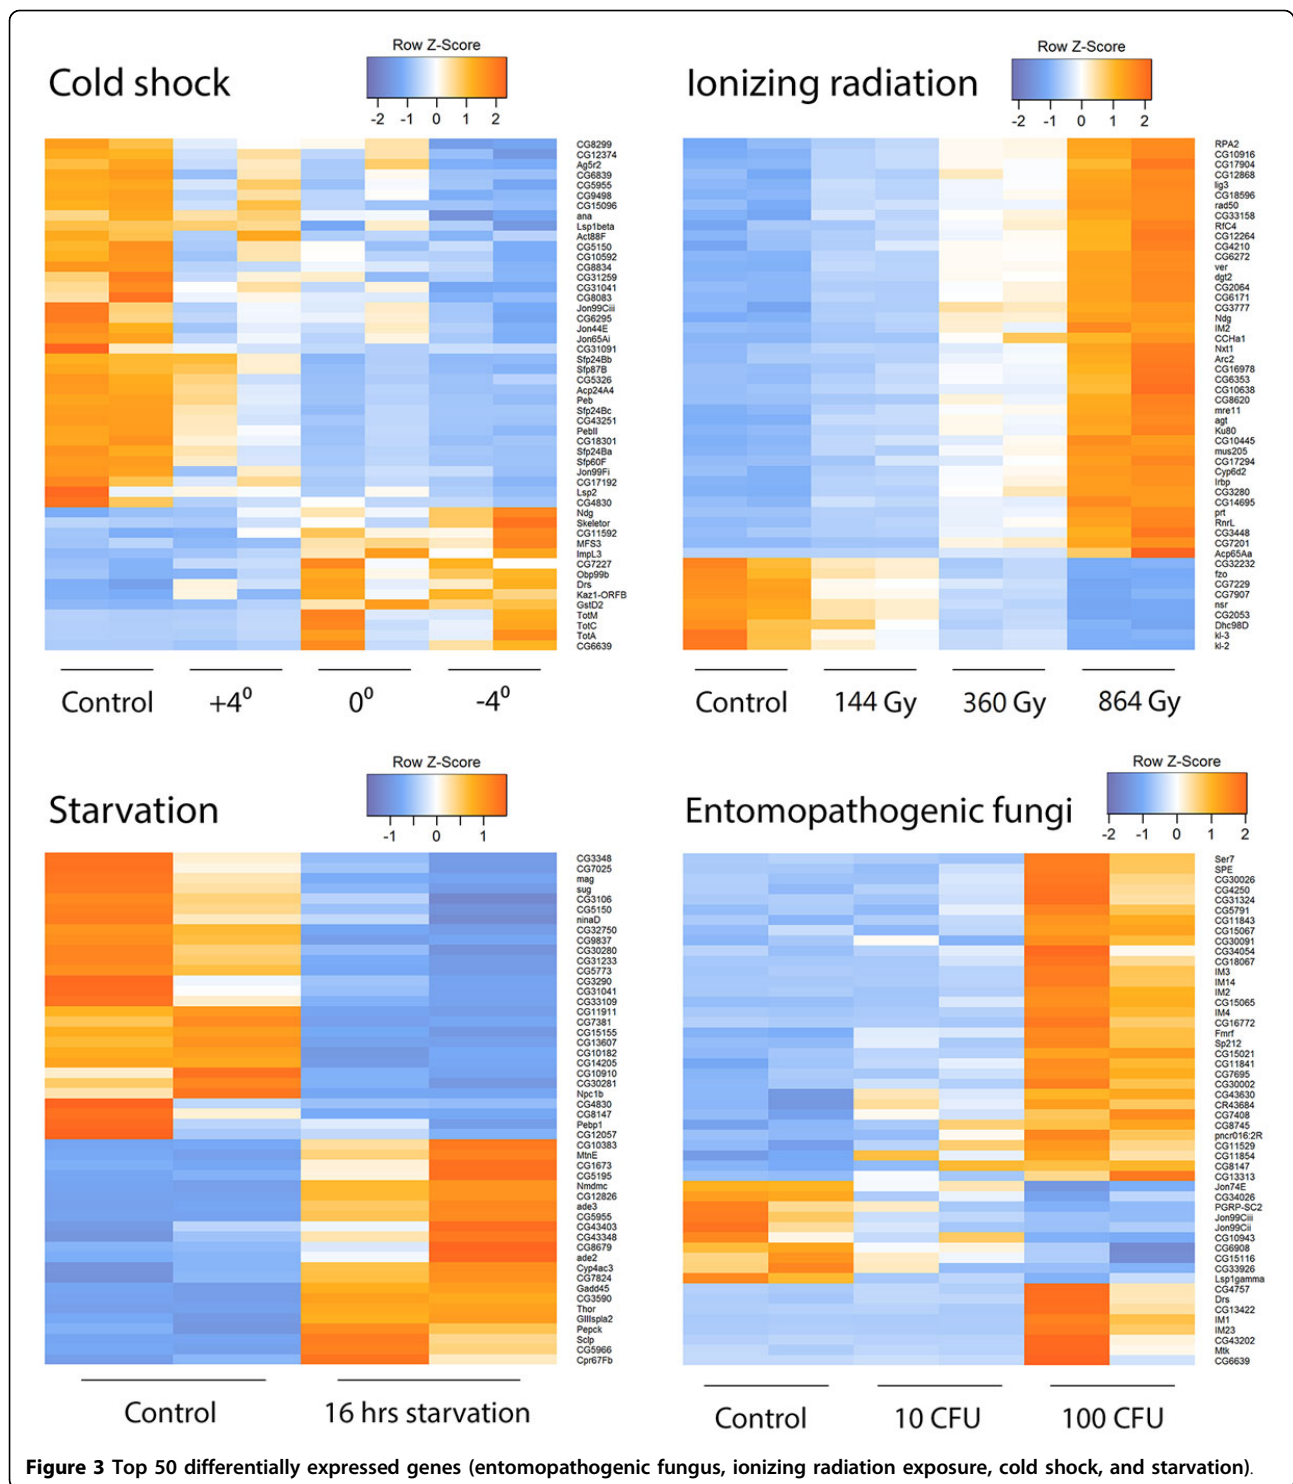 Cold shock
Row Z-Score
-2 -1 0 1 2
CG8299
CG12374
Ag5r2
CG6839
CG5955
CG9498
CG15096
ana
Lsp1beta
Act88F
CG5150
CG10592
CG8834
CG31259
CG31041
CG8083
Jon99Ciii
CG6295
Jon44E
Jon65Ai
CG31091
Sfp24Bb
Sfp87B
CG5326
Acp24A4
Peb
Sfp24Bc
CG43251
PebII
CG18301
Sfp24Ba
Sfp60F
Jon99Fi
CG17192
Lsp2
CG4830
Ndg
Skeletor
CG11592
MFS3
ImpL3
CG7227
Obp99b
Drs
Kaz1-ORFB
GstD2
TotM
TotC
TotA
CG6639
Control +4⁰ 0⁰ -4⁰
Ionizing radiation
Row Z-Score
-2 -1 0 1 2
RPA2
CG10916
CG17904
CG12868
lig3
CG18596
rad50
CG33158
RfC4
CG12264
CG4210
CG6272
ver
dgt2
CG2064
CG6171
CG3777
Ndg
IM2
CCHa1
Nxt1
Arc2
CG16978
CG6353
CG10638
CG8620
mre11
agt
Ku80
CG10445
mus205
CG17294
Cyp6d2
Irbp
CG3280
CG14695
prt
RnrL
CG3448
CG7201
Acp65Aa
CG32232
fzo
CG7229
CG7907
nsr
CG2053
Dhc98D
kl-3
kl-2
Control 144 Gy 360 Gy 864 Gy
Starvation
Row Z-Score
-1 0 1
CG3348
CG7025
mag
sug
CG3106
CG5150
ninaD
CG32750
CG9837
CG30280
CG31233
CG5773
CG3290
CG31041
CG33109
CG11911
CG7381
CG15155
CG13607
CG10182
CG14205
CG10910
CG30281
Npc1b
CG4830
CG8147
Pebp1
CG12057
CG10383
MtnE
CG1673
CG5195
Nmdmc
CG12826
ade3
CG5955
CG43403
CG43348
CG8679
ade2
Cyp4ac3
CG7824
Gadd45
CG3590
Thor
GIIIspla2
Pepck
Sclp
CG5966
Cpr67Fb
Control 16 hrs starvation
Entomopathogenic fungi
Row Z-Score
-2 -1 0 1 2
Ser7
SPE
CG30026
CG4250
CG31324
CG5791
CG11843
CG15067
CG30091
CG34054
CG18067
IM3
IM14
IM2
CG15065
IM4
CG16772
Fmrf
Sp212
CG15021
CG11841
CG7695
CG30002
CG43630
CR43684
CG7408
CG8745
pncr016:2R
CG11529
CG11854
CG8147
CG13313
Jon74E
CG34026
PGRP-SC2
Jon99Ciii
Jon99Cii
CG10943
CG6908
CG15116
CG33926
Lsp1gamma
CG4757
Drs
CG13422
IM1
IM23
CG43202
Mtk
CG6639
Control 10 CFU 100 CFU
Figure 3 Top 50 differentially expressed genes (entomopathogenic fungus, ionizing radiation exposure, cold shock, and starvation).